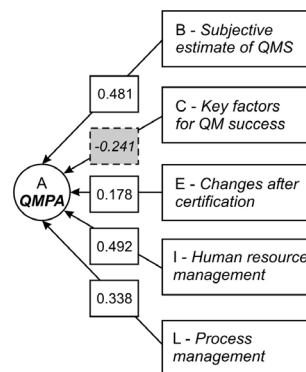 B - Subjective
estimate of QMS
0.481
C - Key factors
for QM success
-0.241
A
QMPA
E - Changes after
certification
0.178
I - Human resource
management
0.492
L - Process
management
0.338